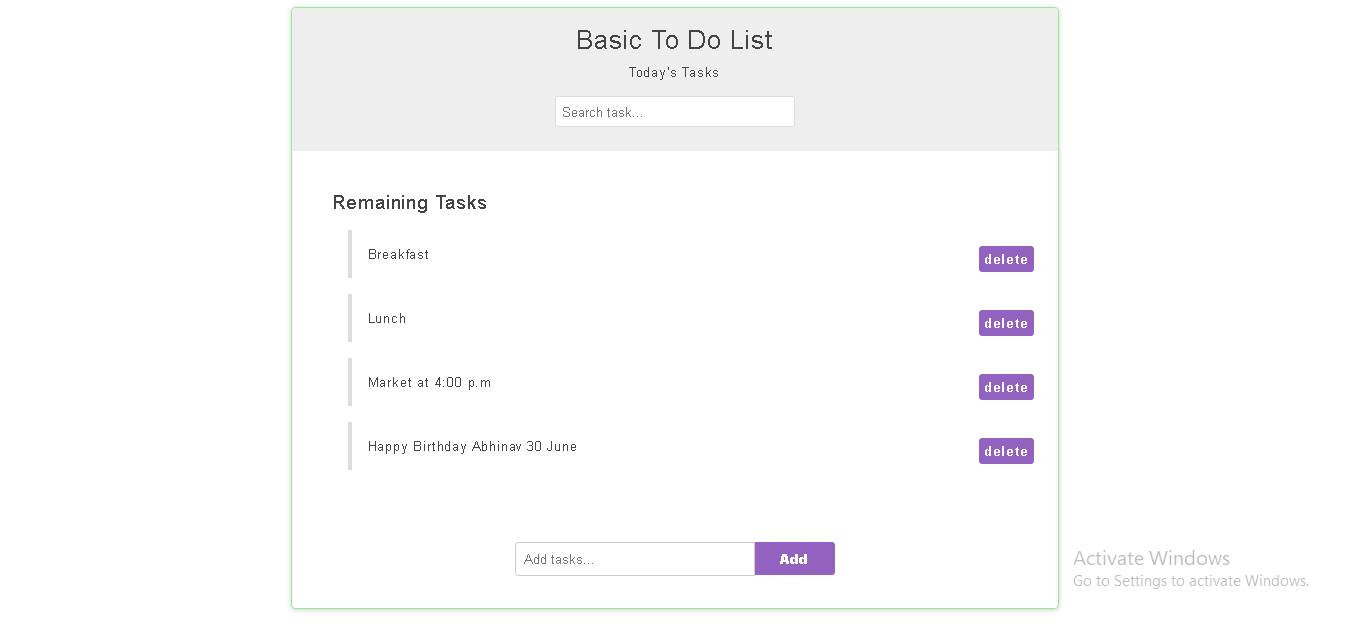 Basic To Do List
Today's Tasks
Search task...
Remaining Tasks
Breakfast
delete
Lunch
delete
Market at 4:00 p.m
delete
Happy Birthday Abhinav 30 June
delete
Add tasks...
Add
Activate Windows
Go to Settings to activate Windows.